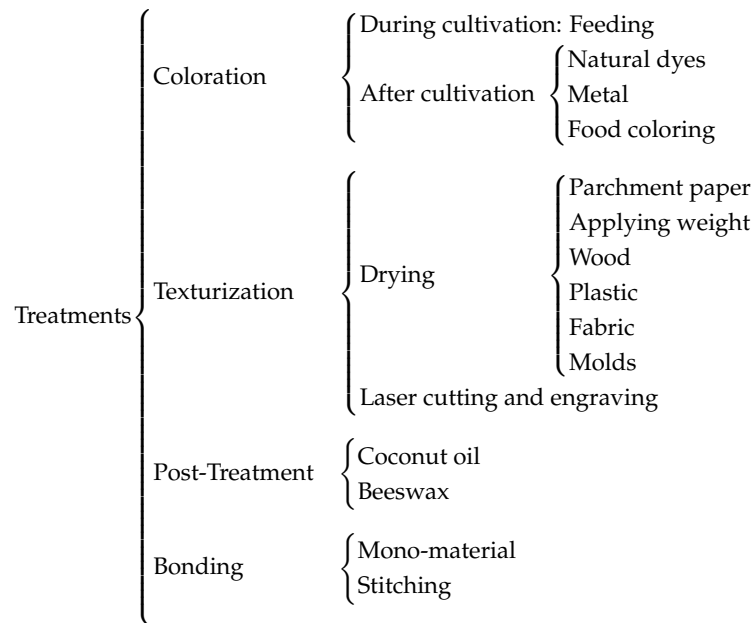 During cultivation: Feeding
Natural dyes
Coloration
After cultivation
Metal
Food coloring
Parchment paper
Applying weight
Wood
Drying
Texturization
Plastic
Treatments
Fabric
Molds
Laser cutting and engraving
Coconut oil
Post-Treatment
Beeswax
Mono-material
Bonding
Stitching